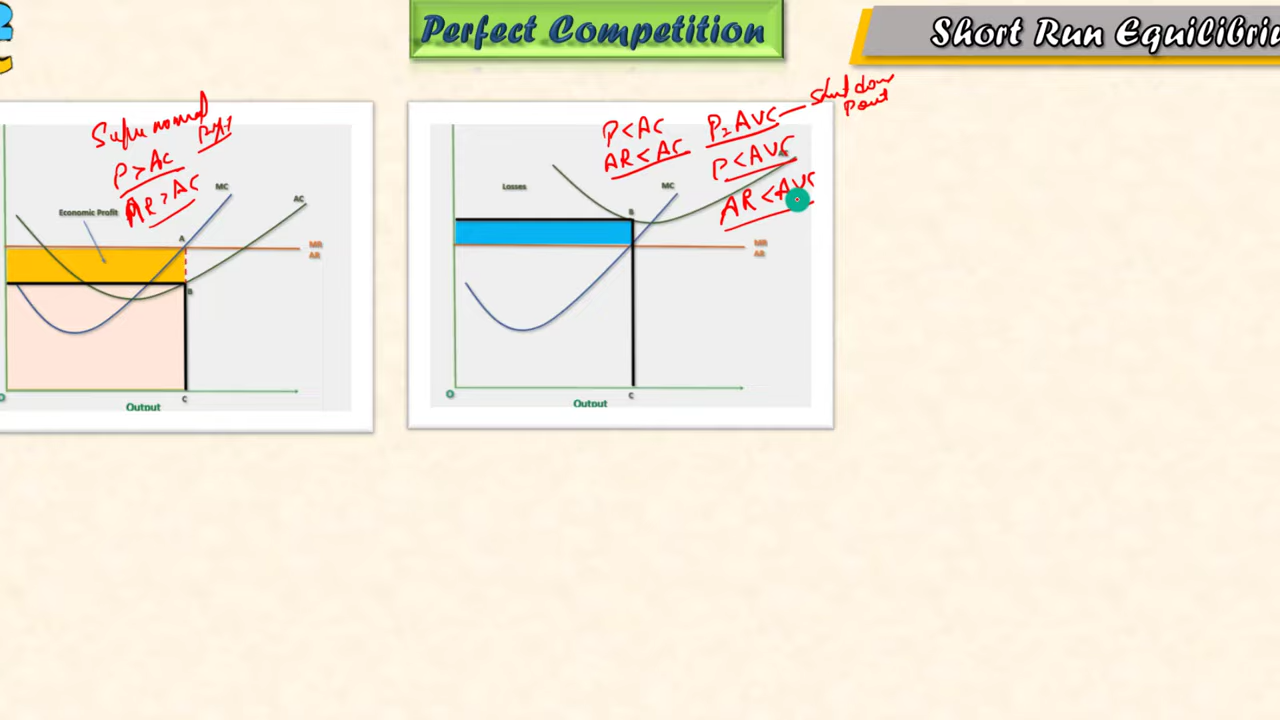 Perfect Competition
Short Run Equilibriu
P>AC
AR>AC
MC
AC
Economic Profit
A
MR
AR
B
O
Output
C
P<AC
AR<AC
P=AVC
Shut down
Point
P<AVC
AR<AVC
Losses
MC
B
MR
AR
O
Output
C